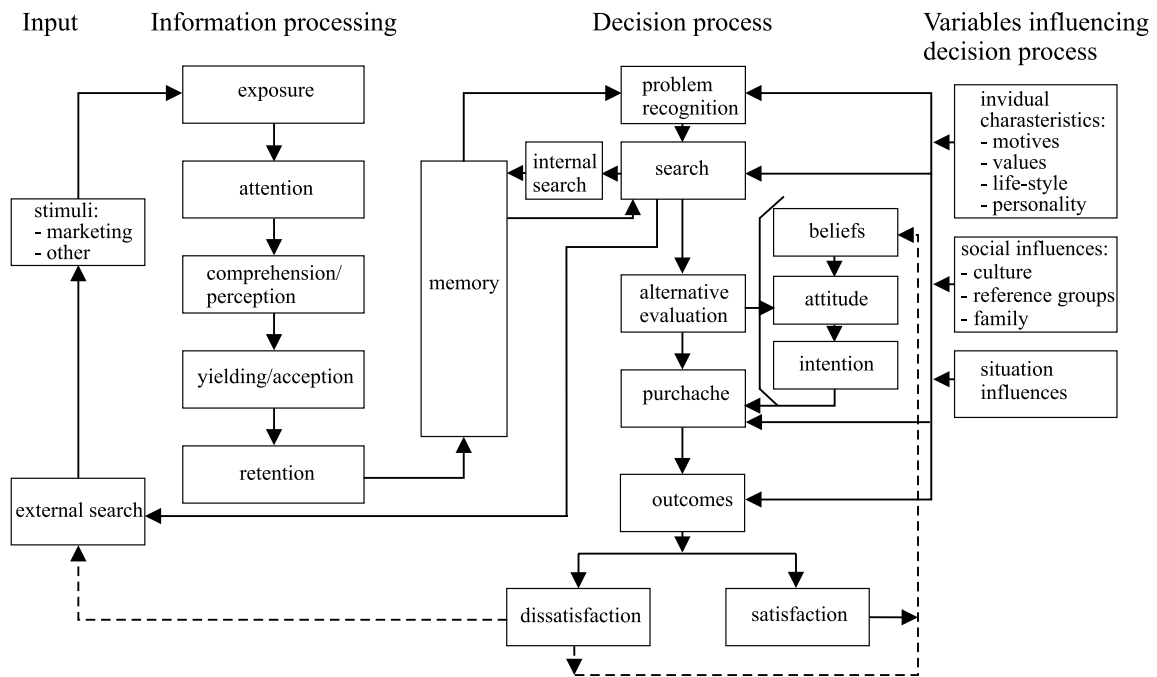 Input
Information processing
Decision process
Variables influencing
decision process
exposure
attention
comprehension/
perception
yielding/acception
retention
stimuli:
- marketing
- other
external search
memory
internal
search
problem
recognition
search
alternative
evaluation
purchache
outcomes
dissatisfaction
satisfaction
beliefs
attitude
intention
invidual
charasteristics:
- motives
- values
- life-style
- personality
social influences:
- culture
- reference groups
- family
situation
influences